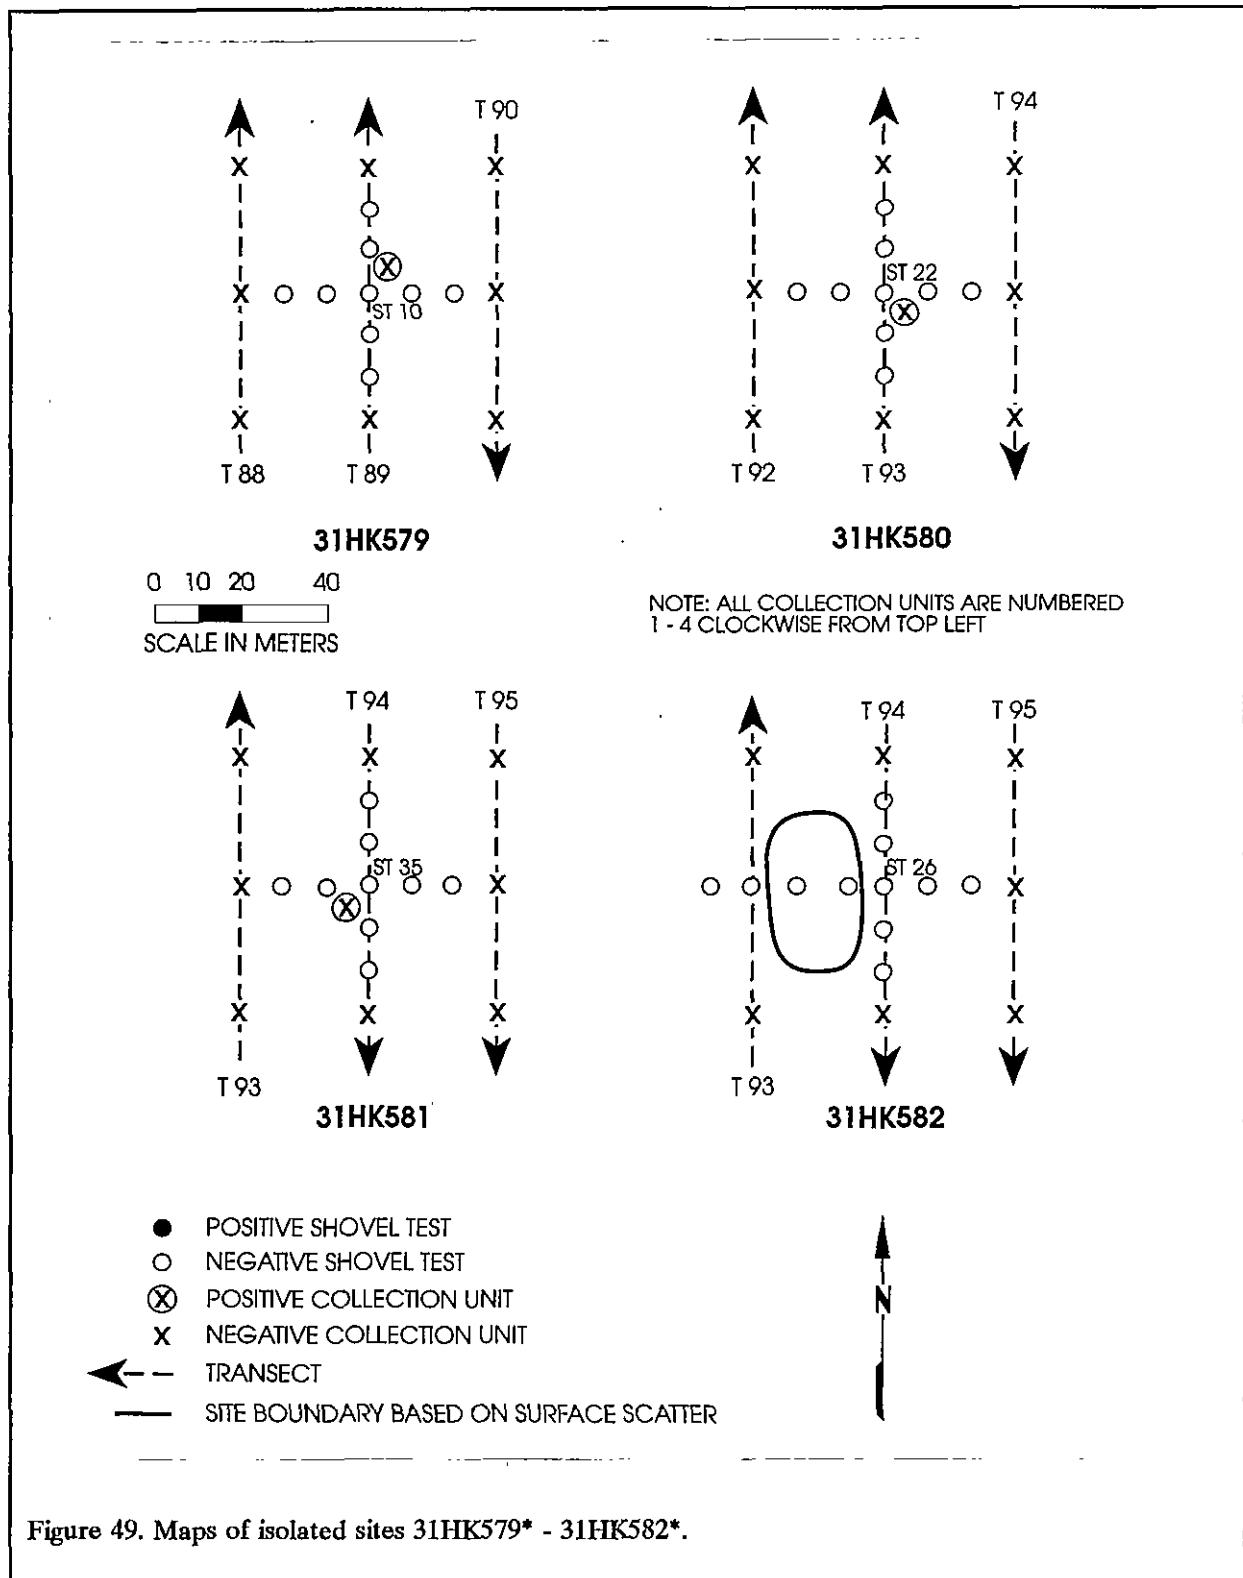 T 90
ST 10
T 88
T 89
31HK579
T 94
ST 22
T 92
T 93
31HK580
0 10 20 40
SCALE IN METERS
NOTE: ALL COLLECTION UNITS ARE NUMBERED
1 - 4 CLOCKWISE FROM TOP LEFT
T 94
T 95
ST 35
T 93
31HK581
T 94
T 95
ST 26
T 93
31HK582
POSITIVE SHOVEL TEST
NEGATIVE SHOVEL TEST
X POSITIVE COLLECTION UNIT
X NEGATIVE COLLECTION UNIT
TRANSECT
SITE BOUNDARY BASED ON SURFACE SCATTER
N
Figure 49. Maps of isolated sites 31HK579* - 31HK582*.